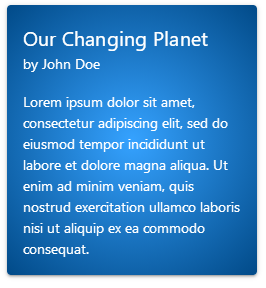 Our Changing Planet
by John Doe
Lorem ipsum dolor sit amet,
consectetur adipiscing elit, sed do
eiusmod tempor incididunt ut
labore et dolore magna aliqua. Ut
enim ad minim veniam, quis
nostrud exercitation ullamco laboris
nisi ut aliquip ex ea commodo
consequat.